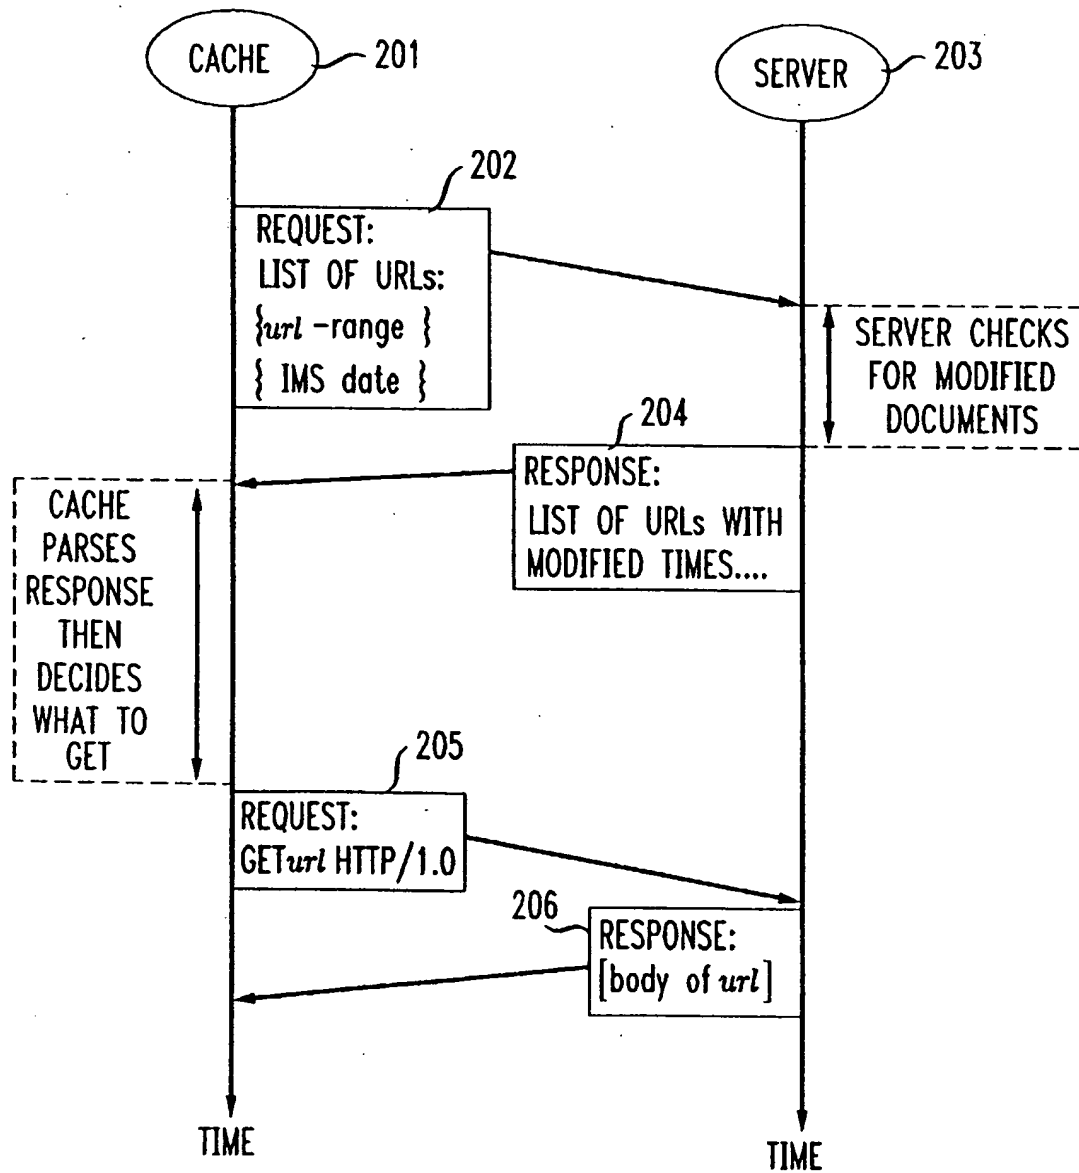 CACHE
201
SERVER
203
202
REQUEST:
LIST OF URLs:
{url -range }
{ IMS date }
SERVER CHECKS
FOR MODIFIED
DOCUMENTS
204
RESPONSE:
LIST OF URLs WITH
MODIFIED TIMES....
CACHE
PARSES
RESPONSE
THEN
DECIDES
WHAT TO
GET
205
REQUEST:
GET url HTTP/1.0
206
RESPONSE:
[body of url]
TIME
TIME